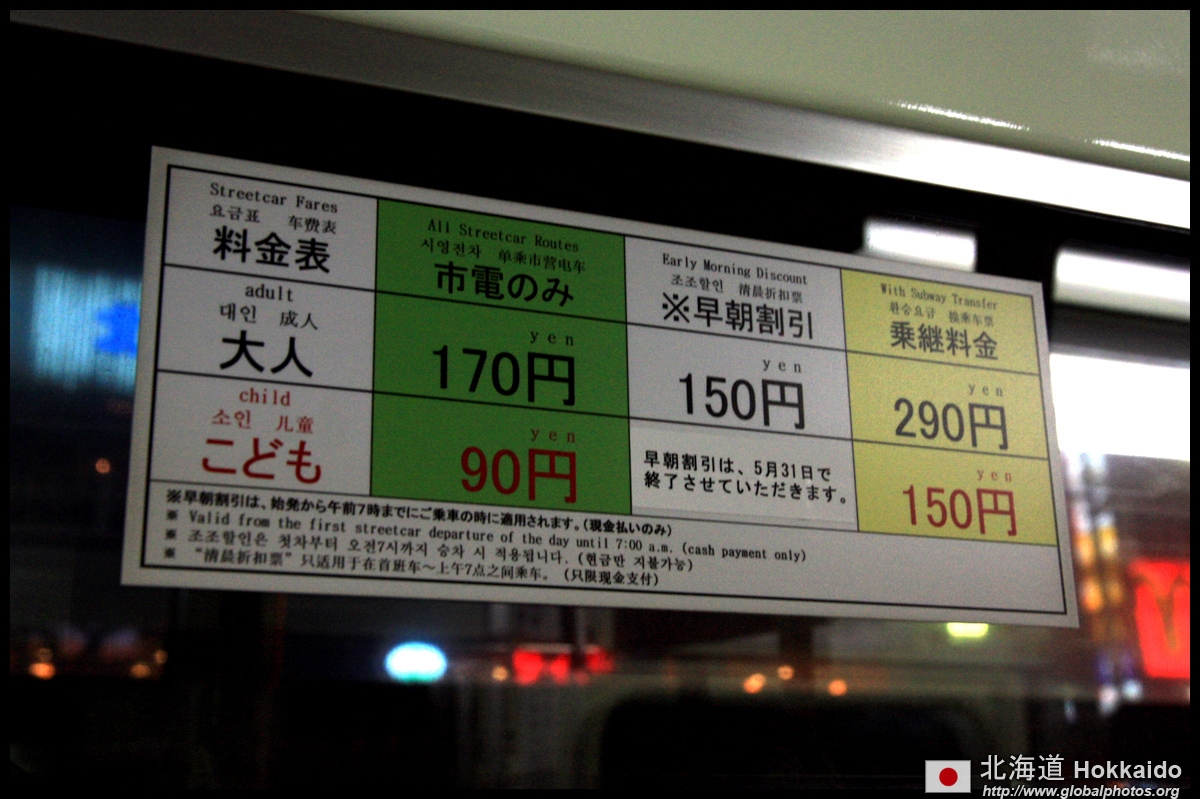 Streetcar Fares
요금표 车费表
料金表
All Streetcar Routes
시영전차 单乘市营电车
市電のみ
Early Morning Discount
조조할인 清晨折扣票
※早朝割引
With Subway Transfer
환승요금 换乘车票
乗継料金
adult
대인 成人
大人
yen
170円
yen
150円
yen
290円
child
소인 儿童
こども
yen
90円
早朝割引は、5月31日で
終了させていただきます。
yen
150円
※早朝割引は、始発から午前7時までにご乗車の時に適用されます。(現金払いのみ)
※ Valid from the first streetcar departure of the day until 7:00 a.m. (cash payment only)
※ 조조할인은 첫차부터 오전7시까지 승차 시 적용됩니다. (현금만 지불가능)
※ “清晨折扣票”只适用于在首班车～上午7点之间乘车。(只限现金支付)
北海道 Hokkaido
http://www.globalphotos.org